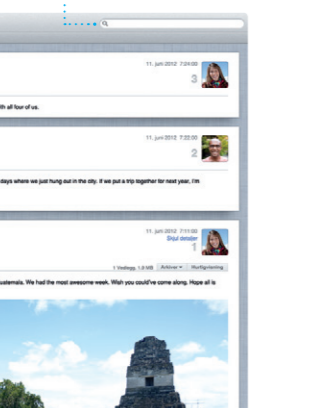 11. juni 2012 7:24:00
3
th all four of us.
11. juni 2012 7:22:00
2
days where we just hung out in the city. If we put a trip together for next year, I'm
11. juni 2012 7:11:00
Skjul detaljer
1
1 Vedlegg, 1,9 MB Arkiver Hurtigvisning
uatemala. We had the most awesome week. Wish you could've come along. Hope all is